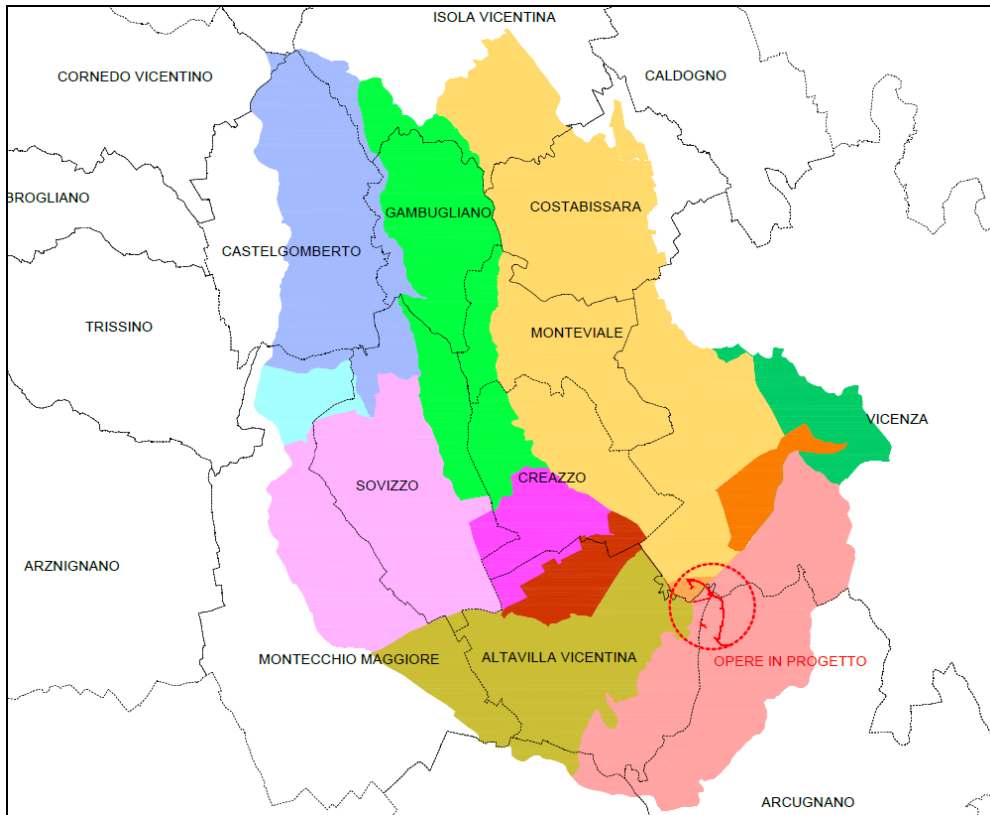 ISOLA VICENTINA
CORNEDO VICENTINO
CALDOGNO
BROGLIANO
GAMBUGLIANO
COSTABISSARA
CASTELGOMBERTO
TRISSINO
MONTEVIALE
VICENZA
SOVIZZO
CREAZZO
ARZNIGNANO
MONTECCHIO MAGGIORE
ALTAVILLA VICENTINA
OPERE IN PROGETTO
ARCUGNANO